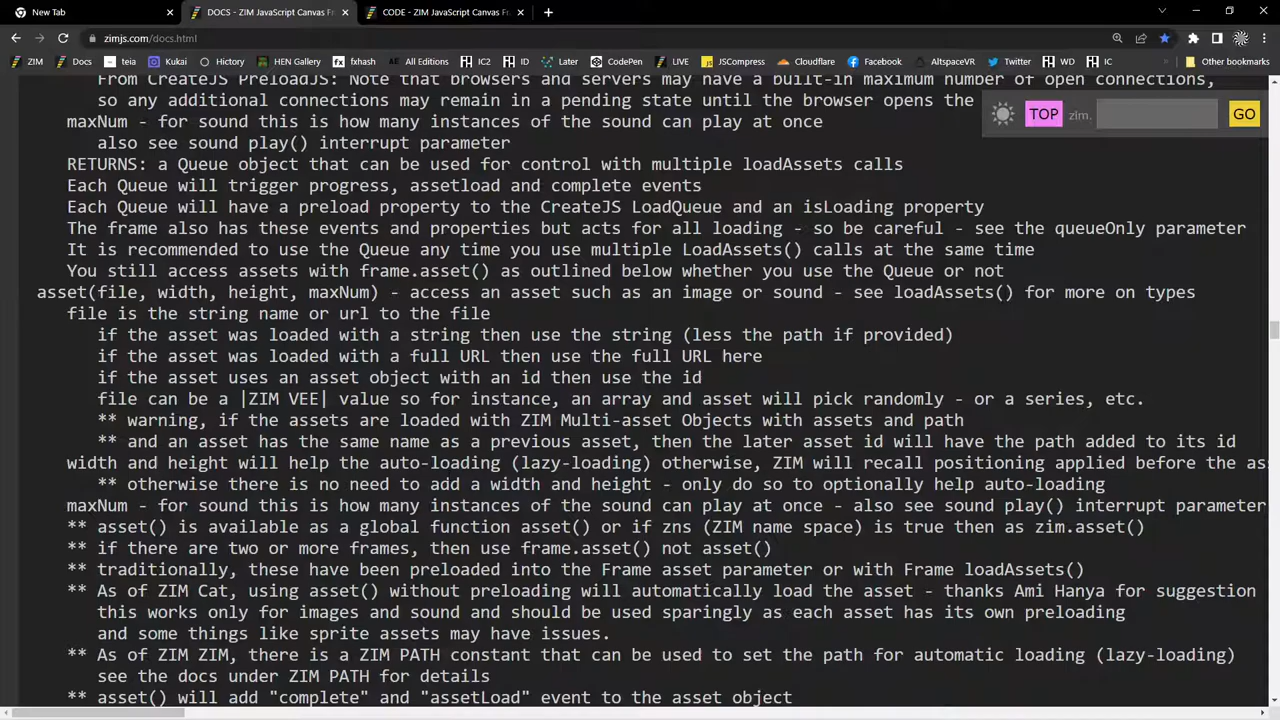 New Tab
DOCS - ZIM JavaScript Canvas Fr
CODE - ZIM JavaScript Canvas Fr
zimjs.com/docs.html
ZIM
Docs
teia
Kukai
History
HEN Gallery
fxhash
All Editions
IC2
ID
Later
CodePen
LIVE
JSCompress
Cloudflare
Facebook
AltspaceVR
Twitter
WD
IC
»
Other bookmarks
From CreateJS PreloadJS: Note that browsers and servers may have a built-in maximum number of open connections,
so any additional connections may remain in a pending state until the browser opens the
TOP
zim.
GO
maxNum - for sound this is how many instances of the sound can play at once
also see sound play() interrupt parameter
RETURNS: a Queue object that can be used for control with multiple loadAssets calls
Each Queue will trigger progress, assetload and complete events
Each Queue will have a preload property to the CreateJS LoadQueue and an isLoading property
The frame also has these events and properties but acts for all loading - so be careful - see the queueOnly parameter
It is recommended to use the Queue any time you use multiple LoadAssets() calls at the same time
You still access assets with frame.asset() as outlined below whether you use the Queue or not
asset(file, width, height, maxNum) - access an asset such as an image or sound - see loadAssets() for more on types
file is the string name or url to the file
if the asset was loaded with a string then use the string (less the path if provided)
if the asset was loaded with a full URL then use the full URL here
if the asset uses an asset object with an id then use the id
file can be a |ZIM VEE| value so for instance, an array and asset will pick randomly - or a series, etc.
** warning, if the assets are loaded with ZIM Multi-asset Objects with assets and path
** and an asset has the same name as a previous asset, then the later asset id will have the path added to its id
width and height will help the auto-loading (lazy-loading) otherwise, ZIM will recall positioning applied before the ass
** otherwise there is no need to add a width and height - only do so to optionally help auto-loading
maxNum - for sound this is how many instances of the sound can play at once - also see sound play() interrupt parameter
** asset() is available as a global function asset() or if zns (ZIM name space) is true then as zim.asset()
** if there are two or more frames, then use frame.asset() not asset()
** traditionally, these have been preloaded into the Frame asset parameter or with Frame loadAssets()
** As of ZIM Cat, using asset() without preloading will automatically load the asset - thanks Ami Hanya for suggestion
this works only for images and sound and should be used sparingly as each asset has its own preloading
and some things like sprite assets may have issues.
** As of ZIM ZIM, there is a ZIM PATH constant that can be used to set the path for automatic loading (lazy-loading)
see the docs under ZIM PATH for details
** asset() will add "complete" and "assetLoad" event to the asset object